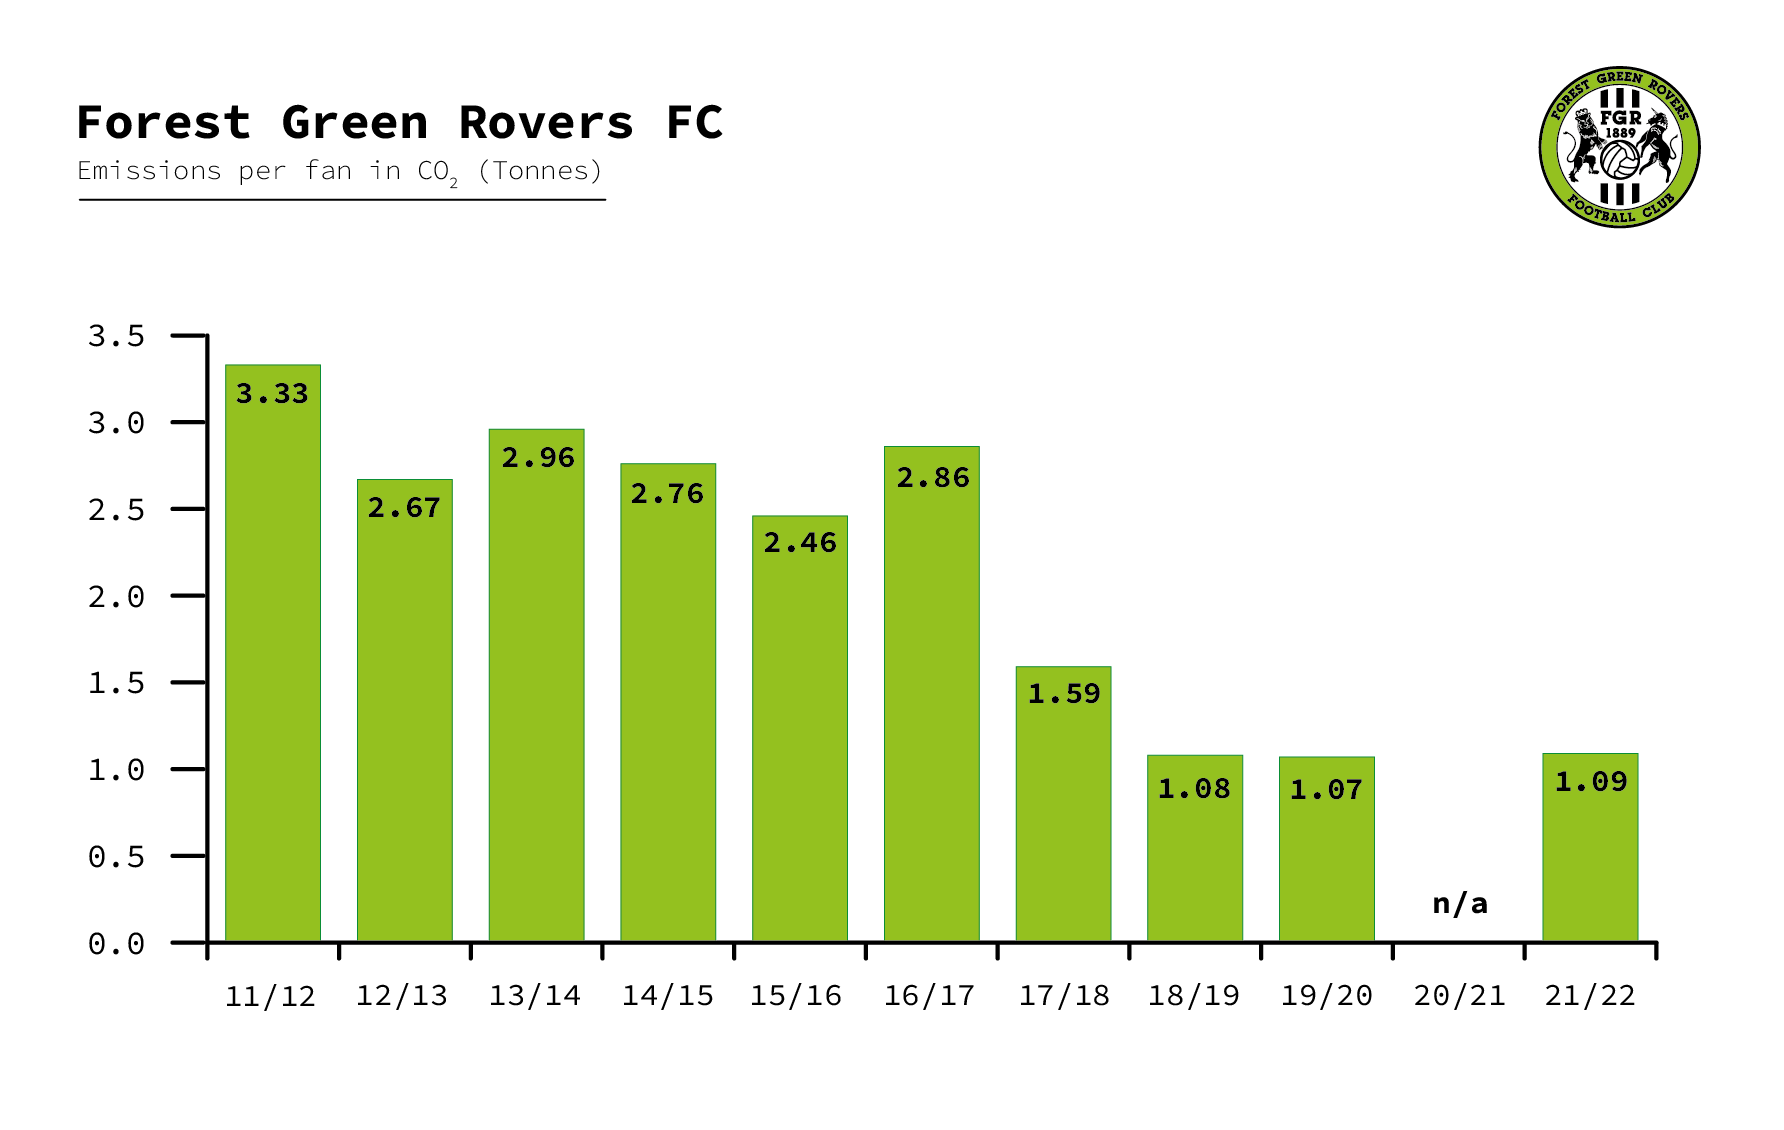 Forest Green Rovers FC
Emissions per fan in CO₂ (Tonnes)
FOREST GREEN ROVERS
FGR
1889
FOOTBALL CLUB
3.5
3.0
2.5
2.0
1.5
1.0
0.5
0.0
3.33
2.67
2.96
2.76
2.46
2.86
1.59
1.08
1.07
n/a
1.09
11/12 12/13 13/14 14/15 15/16 16/17 17/18 18/19 19/20 20/21 21/22